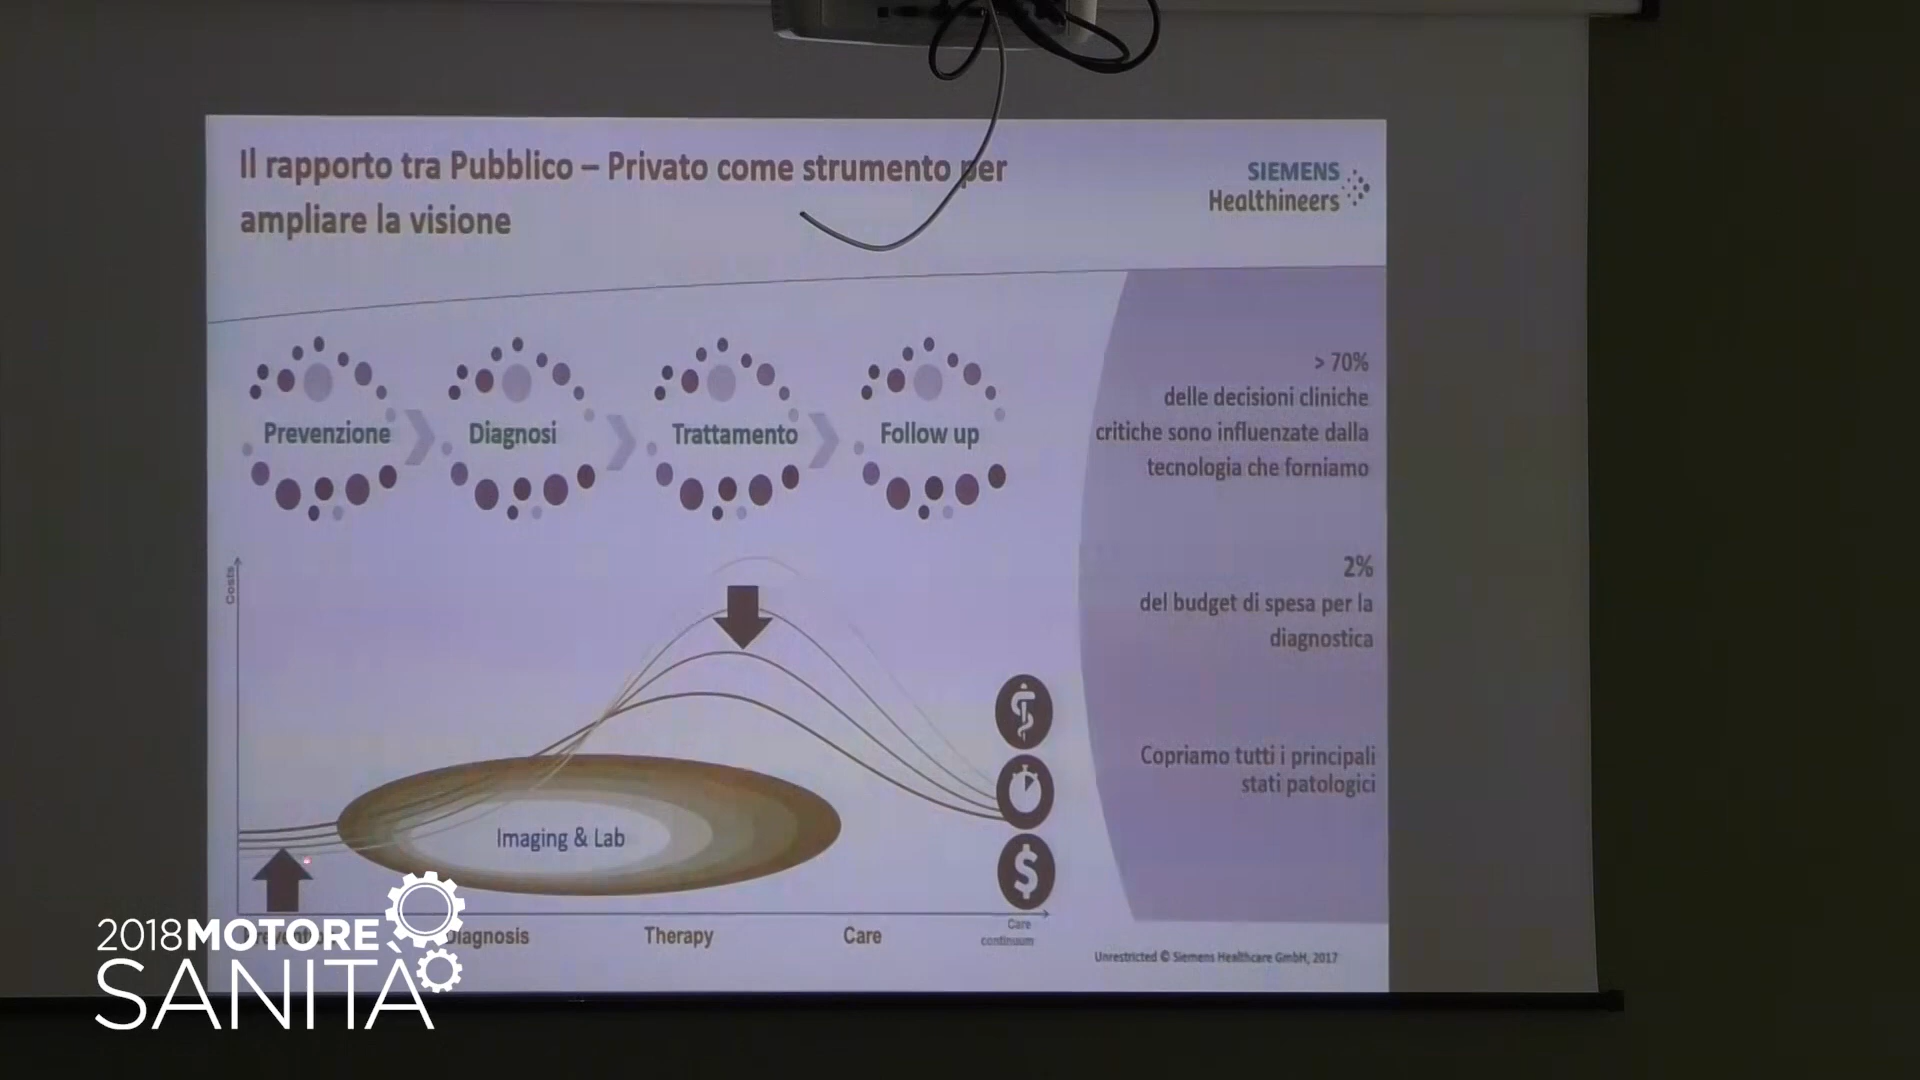 Il rapporto tra Pubblico – Privato come strumento per
ampliare la visione
SIEMENS
Healthineers
Prevenzione
Diagnosi
Trattamento
Follow up
> 70%
delle decisioni cliniche
critiche sono influenzate dalla
tecnologia che forniamo
2%
del budget di spesa per la
diagnostica
Copriamo tutti i principali
stati patologici
Costs
Imaging & Lab
$
Diagnosis
Therapy
Care
Care
continuum
Unrestricted © Siemens Healthcare GmbH, 2017
2018MOTORE
SANITÀ